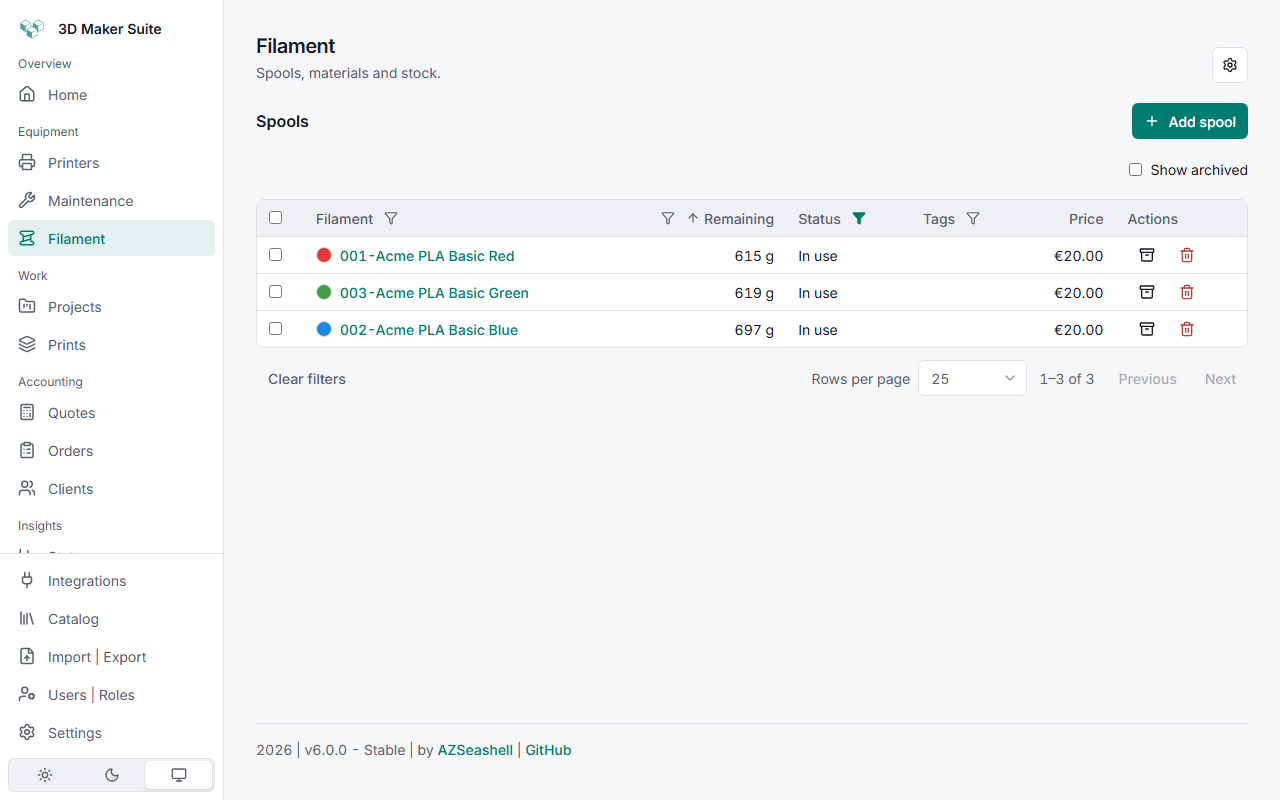 3D Maker Suite
Overview
Home
Equipment
Printers
Maintenance
Filament
Work
Projects
Prints
Accounting
Quotes
Orders
Clients
Insights
Integrations
Catalog
Import | Export
Users | Roles
Settings
Filament
Spools, materials and stock.
Spools
Add spool
Show archived
Filament Remaining Status Tags Price Actions
001-Acme PLA Basic Red 615 g In use €20.00
003-Acme PLA Basic Green 619 g In use €20.00
002-Acme PLA Basic Blue 697 g In use €20.00
Clear filters Rows per page 25 1–3 of 3 Previous Next
2026 | v6.0.0 - Stable | by AZSeashell | GitHub